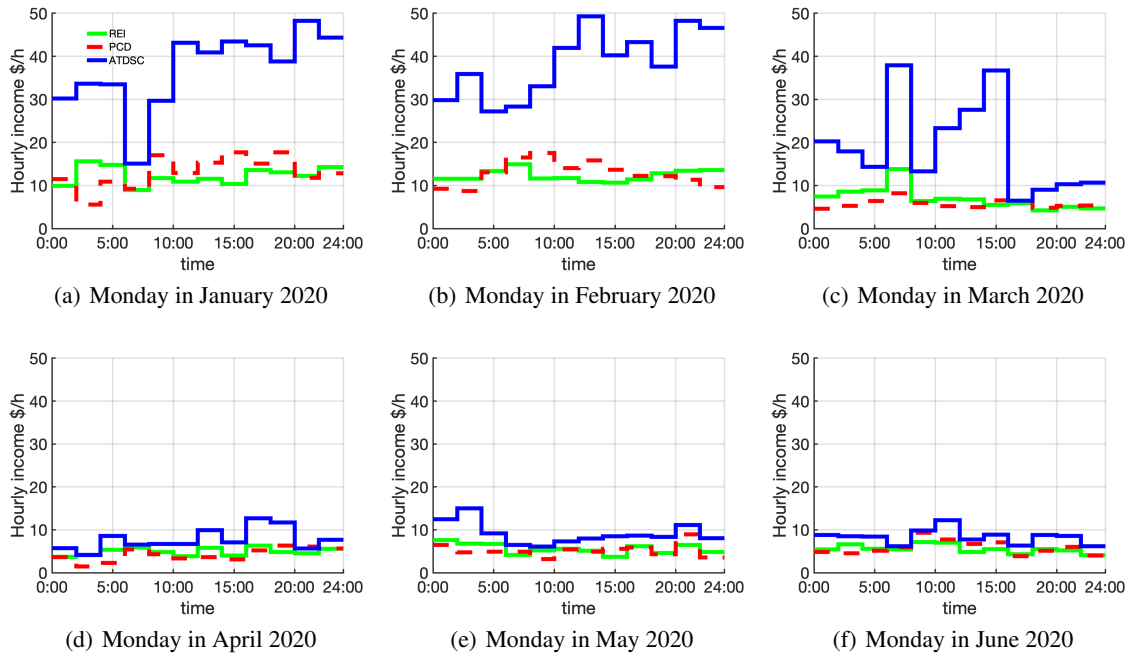 Hourly income $/h
50
40
30
20
10
0
REI
PCD
ATDSC
0:00 5:00 10:00 15:00 20:00 24:00
time
(a) Monday in January 2020
Hourly income $/h
50
40
30
20
10
0
0:00 5:00 10:00 15:00 20:00 24:00
time
(b) Monday in February 2020
Hourly income $/h
50
40
30
20
10
0
0:00 5:00 10:00 15:00 20:00 24:00
time
(c) Monday in March 2020
Hourly income $/h
50
40
30
20
10
0
0:00 5:00 10:00 15:00 20:00 24:00
time
(d) Monday in April 2020
Hourly income $/h
50
40
30
20
10
0
0:00 5:00 10:00 15:00 20:00 24:00
time
(e) Monday in May 2020
Hourly income $/h
50
40
30
20
10
0
0:00 5:00 10:00 15:00 20:00 24:00
time
(f) Monday in June 2020